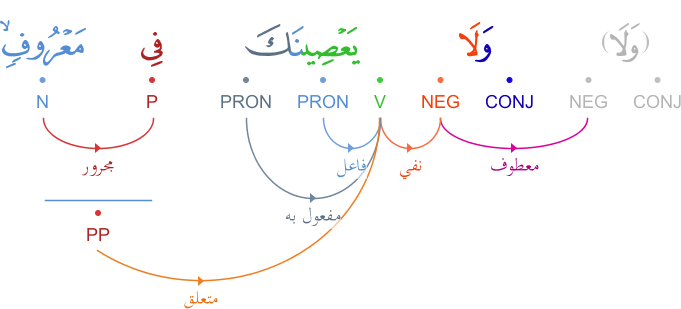 (وَلَا) وَلَا يَعْصِينَكَ فِي مَعْرُوفٍۙ
CONJ NEG CONJ NEG V PRON PRON P N
معطوف نفي فاعل مجرور
مفعول به
PP
متعلق